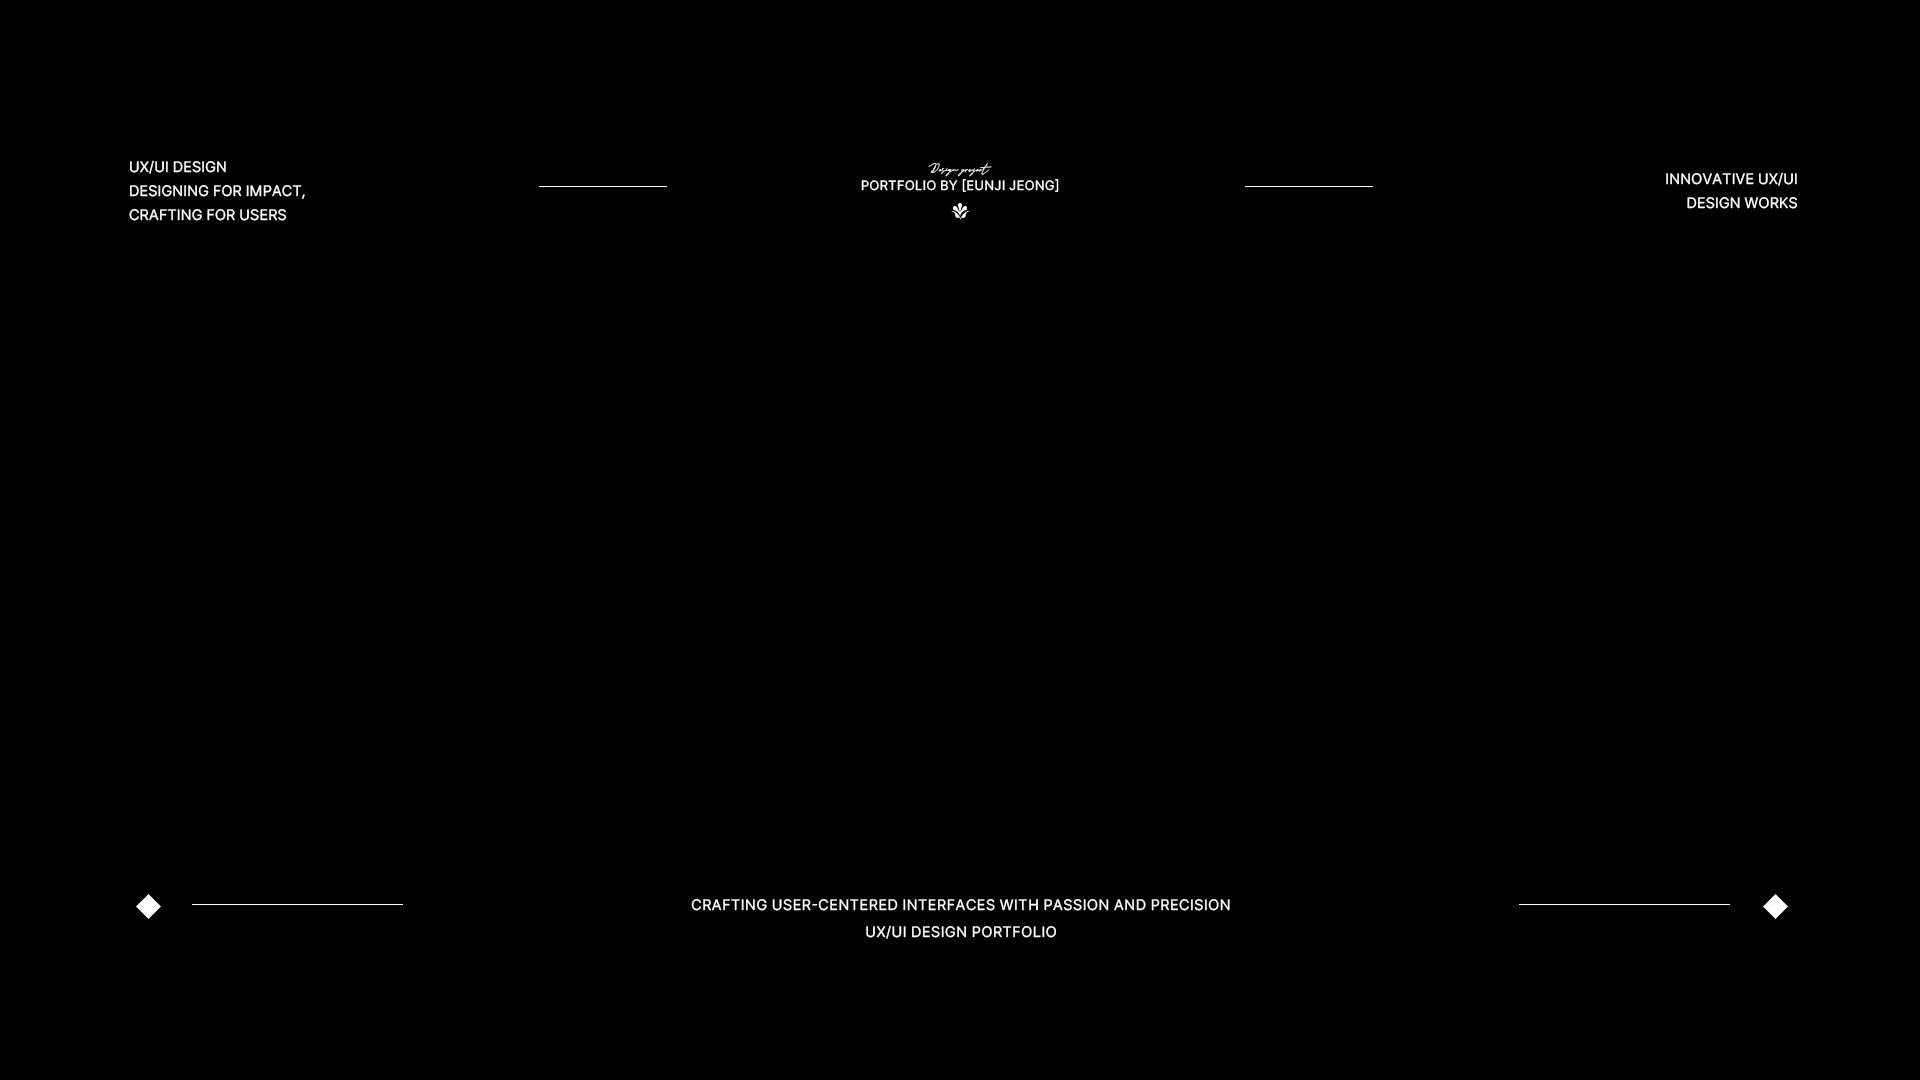 UX/UI DESIGN
DESIGNING FOR IMPACT,
CRAFTING FOR USERS
Design project
PORTFOLIO BY [EUNJI JEONG]
INNOVATIVE UX/UI
DESIGN WORKS
CRAFTING USER-CENTERED INTERFACES WITH PASSION AND PRECISION
UX/UI DESIGN PORTFOLIO